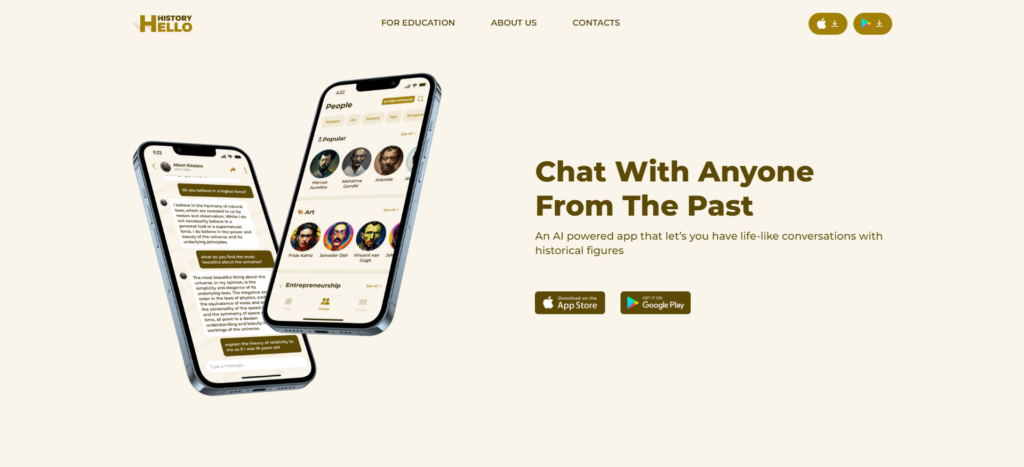 HISTORY
HELLO
FOR EDUCATION
ABOUT US
CONTACTS
5:22
Albert Einstein
do you believe in a higher force?
I believe in the harmony of natural
laws, which are revealed to us by
reason and observation. While I do
not necessarily believe in a
personal God or a supernatural
force, I do believe in the power and
beauty of the universe and its
underlying principles.
what do you find the most
beautiful about the universe?
The most beautiful thing about the
universe, in my opinion, is the
simplicity and elegance of its
underlying laws. The elegance and
order in the laws of physics, such
the equivalence of mass and e
the universality of the speed
and the symmetry of space
time, all point to a deeper
understanding and beauty
workings of the universe.
explain the theory of relativity to
me as if I was 10 years old
Type a message...
4:22
People
Wisdom
Art
Science
War
See all
Popular
Marcus
Aurelius
Mahatma
Gandhi
Aristotle
Art
See all
Frida Kahlo
Salvador Dalí
Vincent van
Gogh
Entrepreneurship
See all
People
Chat With Anyone
From The Past
An AI powered app that let's you have life-like conversations with
historical figures
Download on the
App Store
GET IT ON
Google Play